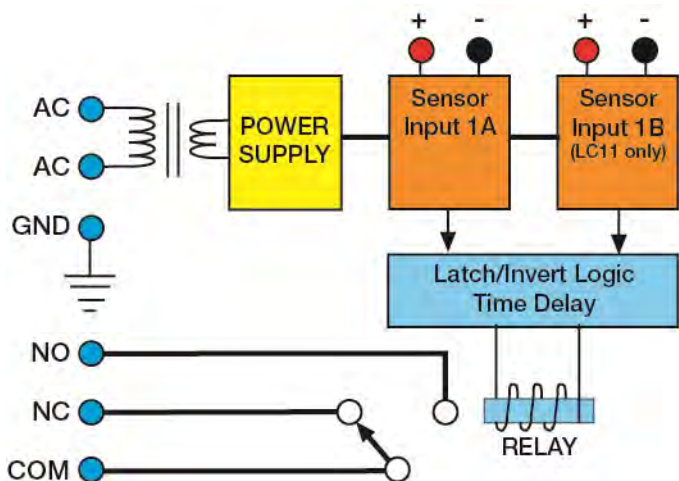 + - + -
AC
AC
GND
POWER
SUPPLY
Sensor
Input 1A
Sensor
Input 1B
(LC11 only)
Latch/Invert Logic
Time Delay
NO
NC
COM
RELAY